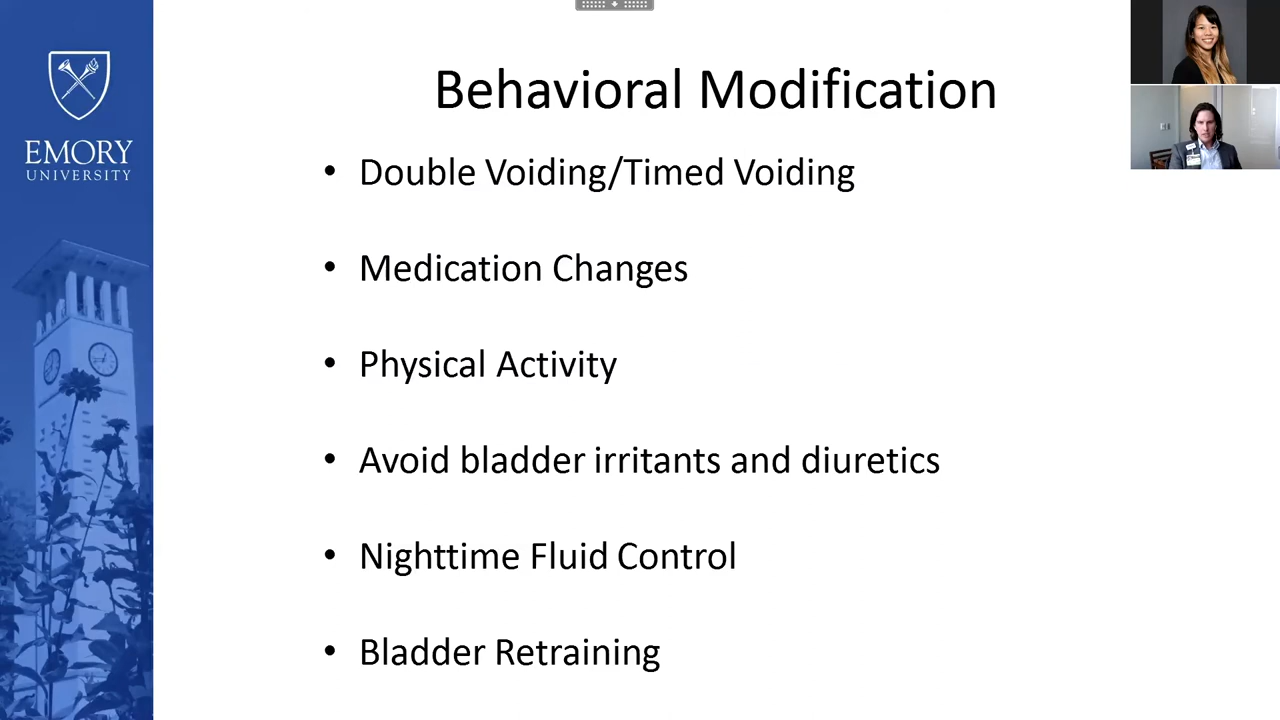 EMORY
UNIVERSITY
Behavioral Modification
• Double Voiding/Timed Voiding
• Medication Changes
• Physical Activity
• Avoid bladder irritants and diuretics
• Nighttime Fluid Control
• Bladder Retraining